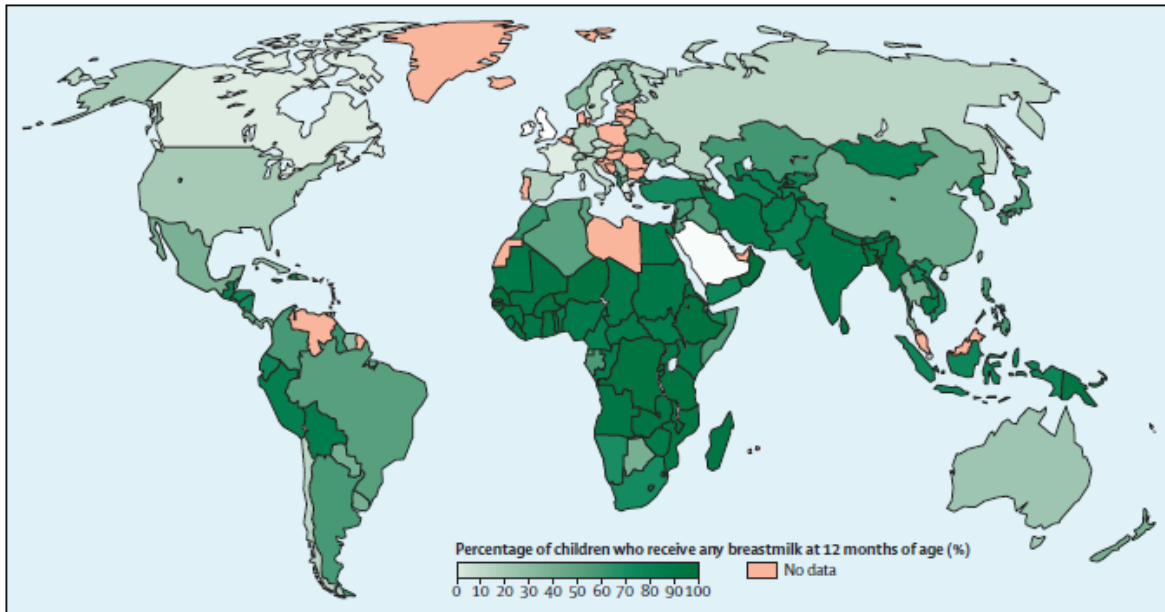 Percentage of children who receive any breastmilk at 12 months of age (%)
No data
0 10 20 30 40 50 60 70 80 90 100